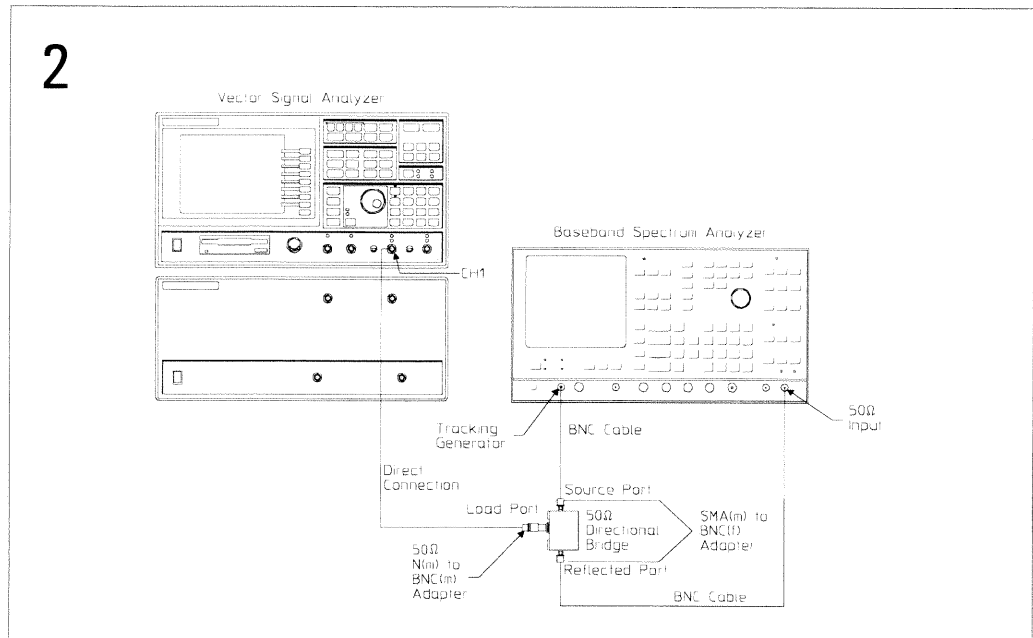 2
Vector Signal Analyzer
Baseband Spectrum Analyzer
CH1
Tracking
Generator
BNC Cable
50Ω
Input
Direct
Connection
Source Port
Load Port
50Ω
Directional
Bridge
SMA(m) to
BNC(f)
Adapter
50Ω
N(m) to
BNC(m)
Adapter
Reflected Port
BNC Cable